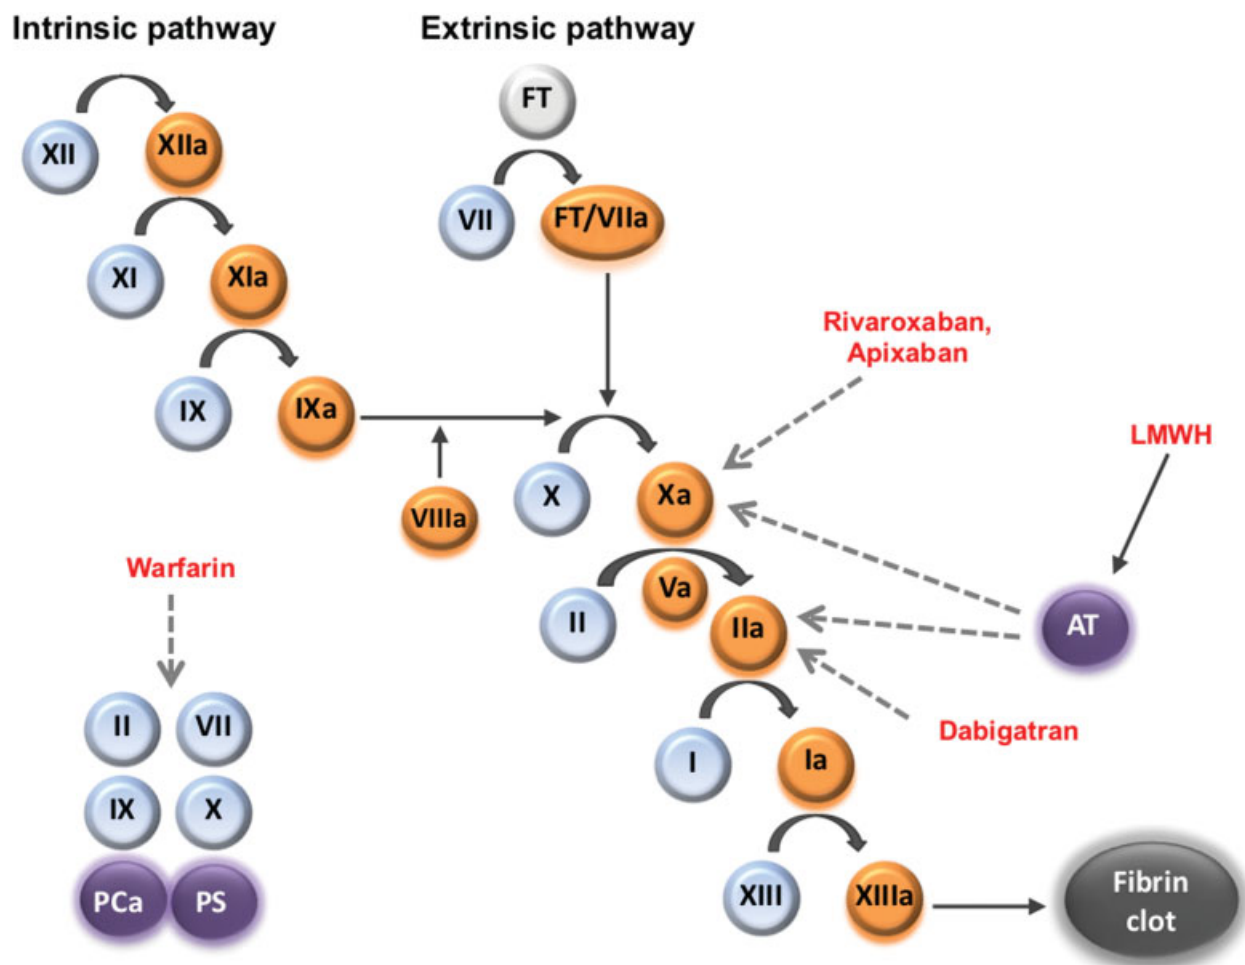 Intrinsic pathway
Extrinsic pathway
FT
XII
XIIa
VII
FT/VIIa
XI
XIa
Rivaroxaban,
Apixaban
IX
IXa
LMWH
X
Xa
VIIIa
Warfarin
Va
II
IIa
AT
II
VII
Dabigatran
I
Ia
IX
X
PCa
PS
XIII
XIIIa
Fibrin
clot